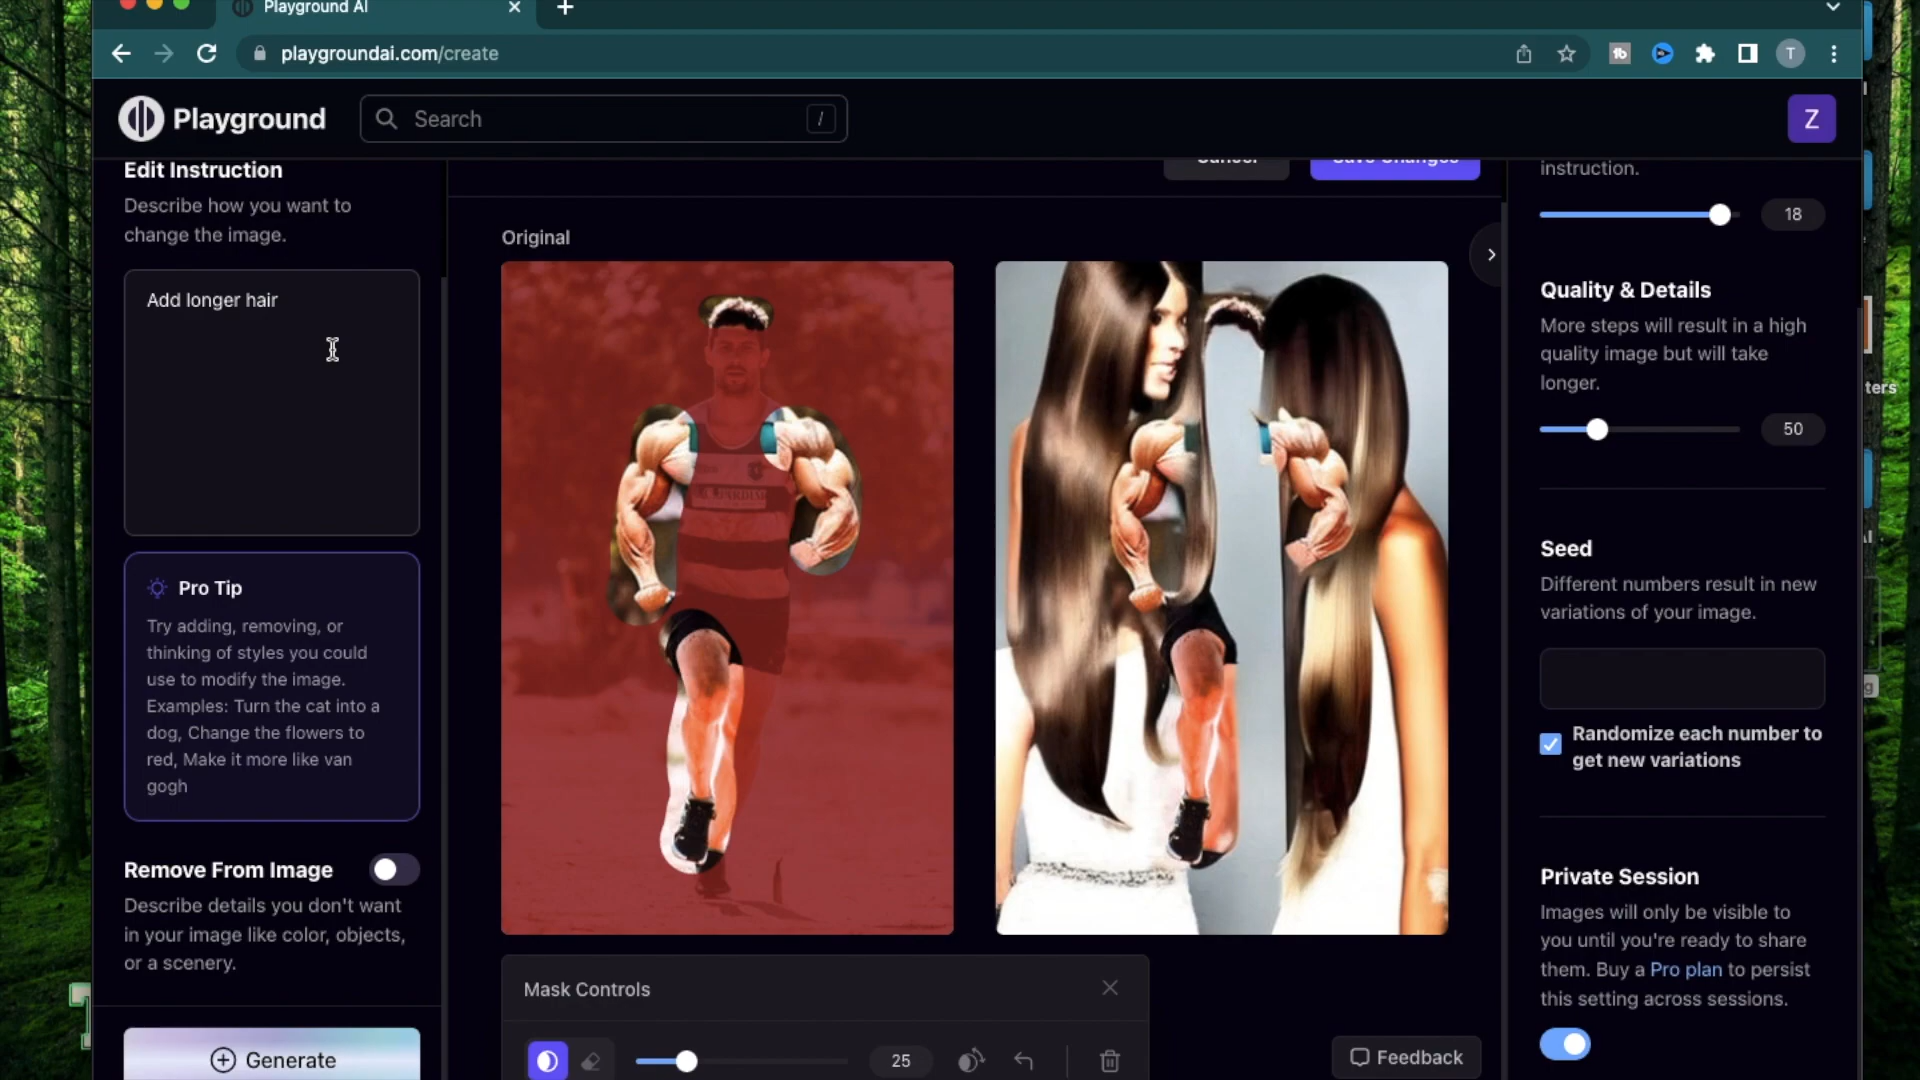 Playground AI
playgroundai.com/create
T
Playground
Search
/
Z
Edit Instruction
Describe how you want to
change the image.
Add longer hair
Pro Tip
Try adding, removing, or
thinking of styles you could
use to modify the image.
Examples: Turn the cat into a
dog, Change the flowers to
red, Make it more like van
gogh
Remove From Image
Describe details you don't want
in your image like color, objects,
or a scenery.
Generate
Cancel
Save Changes
Original
Mask Controls
25
Feedback
instruction.
18
Quality & Details
More steps will result in a high
quality image but will take
longer.
50
Seed
Different numbers result in new
variations of your image.
Randomize each number to
get new variations
Private Session
Images will only be visible to
you until you're ready to share
them. Buy a Pro plan to persist
this setting across sessions.
ters